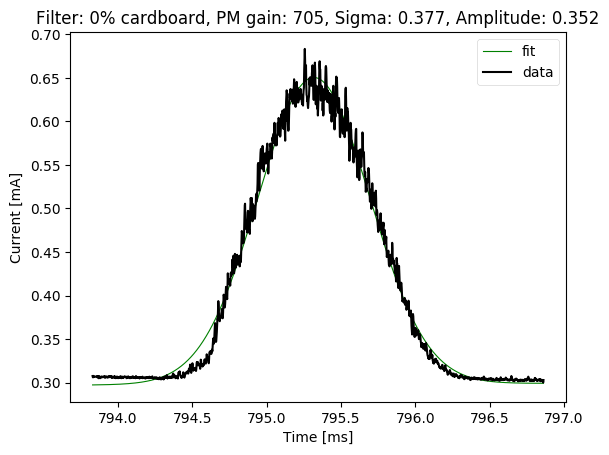 Filter: 0% cardboard, PM gain: 705, Sigma: 0.377, Amplitude: 0.352
0.70
0.65
0.60
0.55
0.50
0.45
0.40
0.35
0.30
Current [mA]
fit
data
794.0 794.5 795.0 795.5 796.0 796.5 797.0
Time [ms]